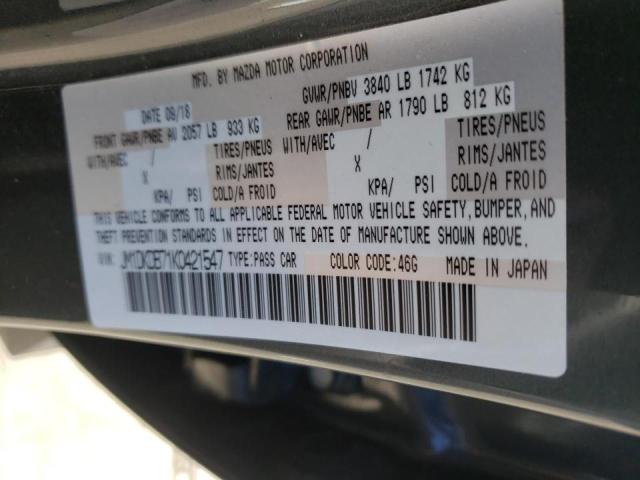 MFD. BY MAZDA MOTOR CORPORATION
DATE 09/18 GVWR/PNBV 3840 LB 1742 KG
FRONT GAWR/PNBE AV 2057 LB 933 KG REAR GAWR/PNBE AR 1790 LB 812 KG
WITH/AVEC / TIRES/PNEUS WITH/AVEC / TIRES/PNEUS
X RIMS/JANTES X RIMS/JANTES
KPA/ PSI COLD/A FROID KPA/ PSI COLD/A FROID
THIS VEHICLE CONFORMS TO ALL APPLICABLE FEDERAL MOTOR VEHICLE SAFETY, BUMPER, AND
THEFT PREVENTION STANDARDS IN EFFECT ON THE DATE OF MANUFACTURE SHOWN ABOVE.
VIN: JM1DKDB71K0421547 TYPE:PASS CAR COLOR CODE:46G MADE IN JAPAN